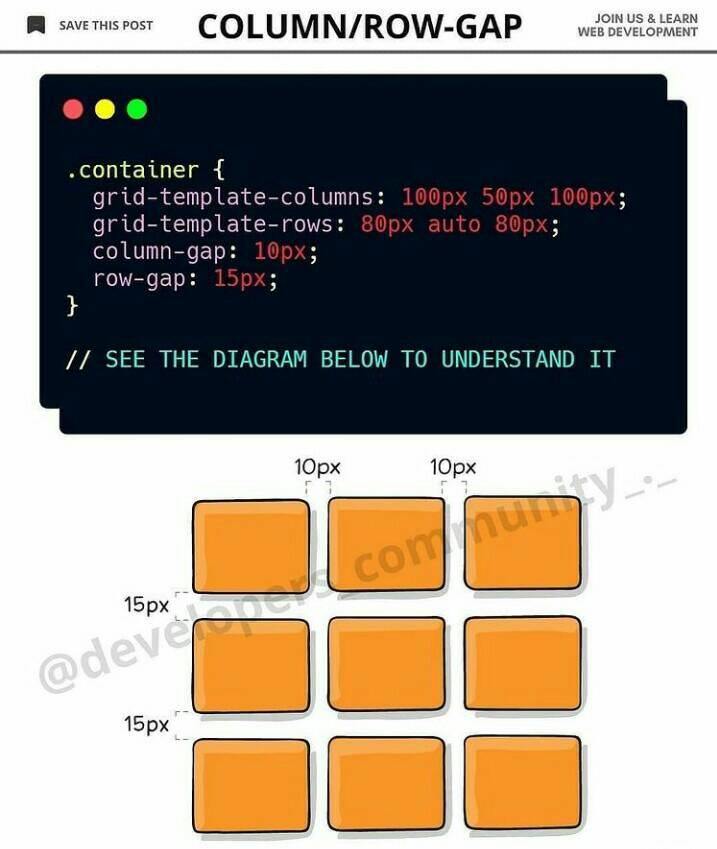 SAVE THIS POST
COLUMN/ROW-GAP
JOIN US & LEARN
WEB DEVELOPMENT
.container {
grid-template-columns: 100px 50px 100px;
grid-template-rows: 80px auto 80px;
column-gap: 10px;
row-gap: 15px;
}
// SEE THE DIAGRAM BELOW TO UNDERSTAND IT
10px 10px
15px
15px
@developers_community_._